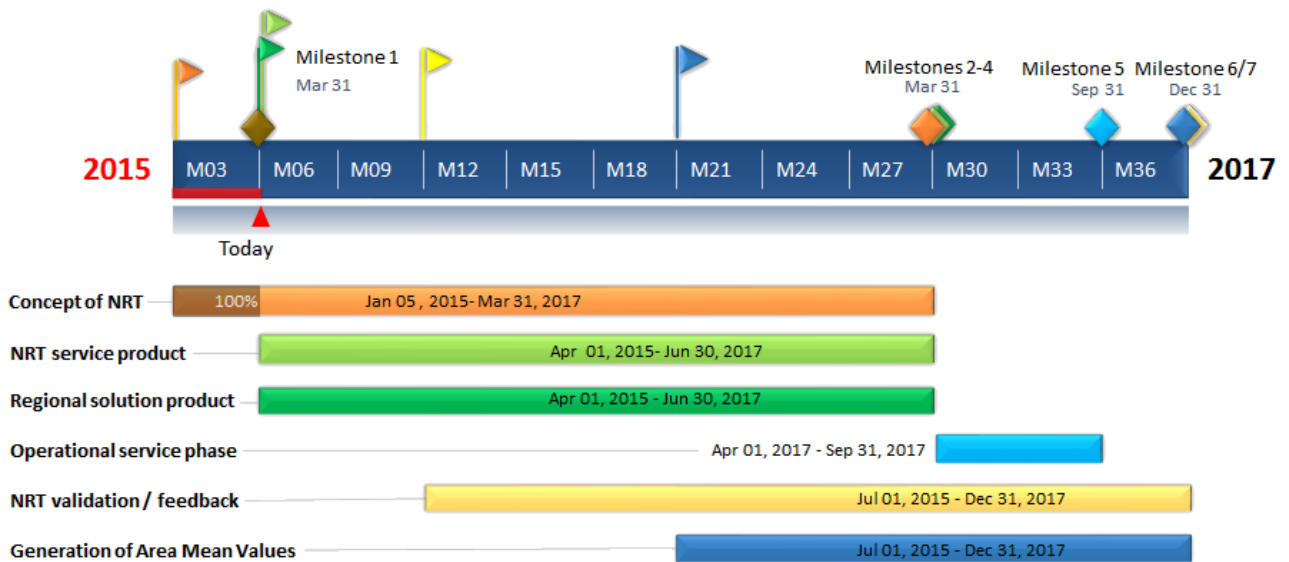 Milestone 1
Mar 31
Milestones 2-4
Mar 31
Milestone 5
Sep 31
Milestone 6/7
Dec 31
2015
M03
M06
M09
M12
M15
M18
M21
M24
M27
M30
M33
M36
2017
Today
Concept of NRT
100%
Jan 05 , 2015- Mar 31, 2017
NRT service product
Apr 01, 2015- Jun 30, 2017
Regional solution product
Apr 01, 2015 - Jun 30, 2017
Operational service phase
Apr 01, 2017 - Sep 31, 2017
NRT validation / feedback
Jul 01, 2015 - Dec 31, 2017
Generation of Area Mean Values
Jul 01, 2015 - Dec 31, 2017